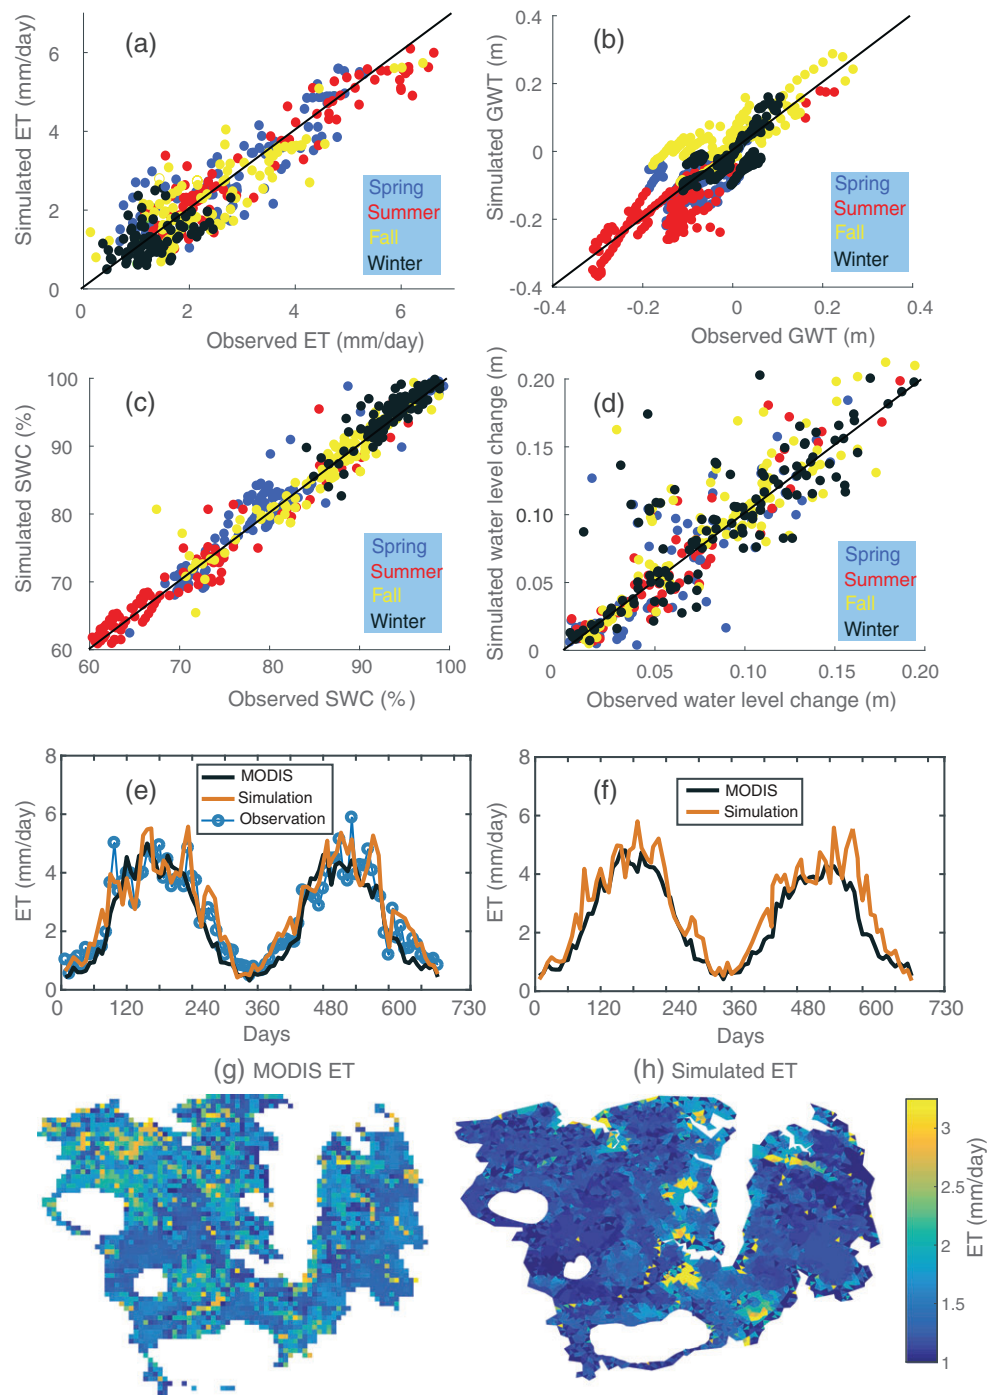 (a)
Simulated ET (mm/day)
6
4
2
0
Spring
Summer
Fall
Winter
0 2 4 6
Observed ET (mm/day)
(b)
Simulated GWT (m)
0.4
0.2
0
-0.2
-0.4
Spring
Summer
Fall
Winter
-0.4 -0.2 0 0.2 0.4
Observed GWT (m)
(c)
Simulated SWC (%)
100
90
80
70
60
Spring
Summer
Fall
Winter
60 70 80 90 100
Observed SWC (%)
(d)
Simulated water level change (m)
0.20
0.15
0.10
0.05
0
Spring
Summer
Fall
Winter
0 0.05 0.10 0.15 0.20
Observed water level change (m)
(e)
ET (mm/day)
8
6
4
2
0
MODIS
Simulation
Observation
0 120 240 360 480 600 730
Days
(f)
ET (mm/day)
8
6
4
2
0
MODIS
Simulation
0 120 240 360 480 600 730
Days
(g) MODIS ET
(h) Simulated ET
3
2.5
2
1.5
1
ET (mm/day)